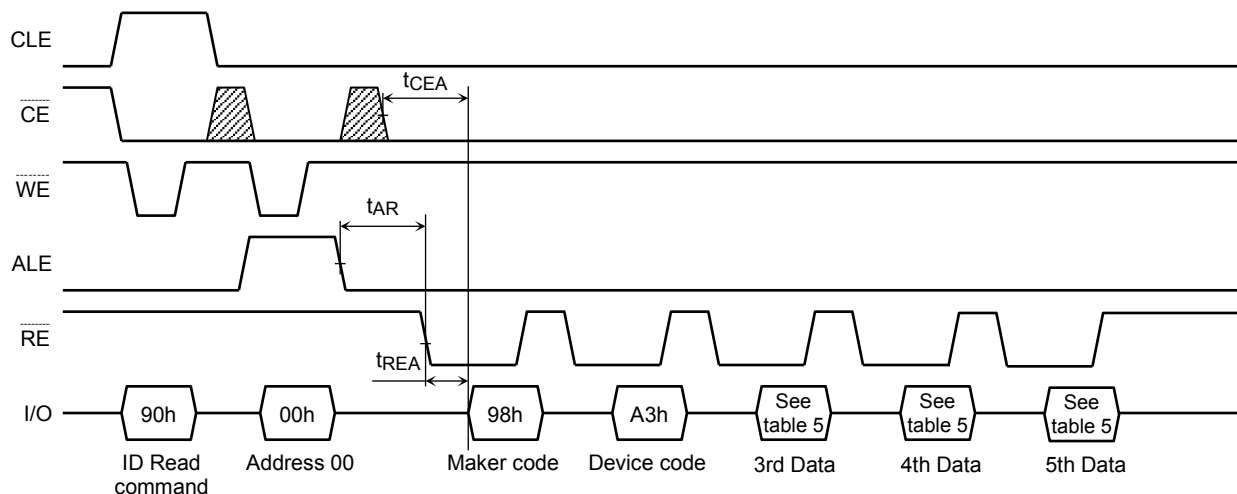 CLE
tCEA
CE
WE
tAR
ALE
RE
tREA
I/O
90h
00h
98h
A3h
See
table 5
See
table 5
See
table 5
ID Read
command
Address 00
Maker code
Device code
3rd Data
4th Data
5th Data